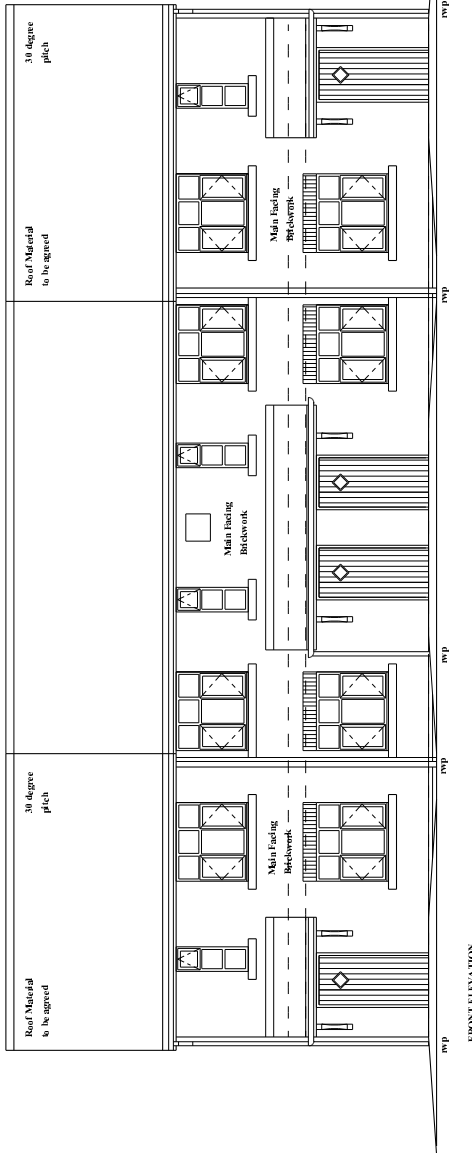 Roof Material
to be agreed
30 degree
pitch
Roof Material
to be agreed
30 degree
pitch
Main Facing
Brickwork
Main Facing
Brickwork
Main Facing
Brickwork
rwp
rwp
rwp
rwp
rwp
FRONT ELEVATION